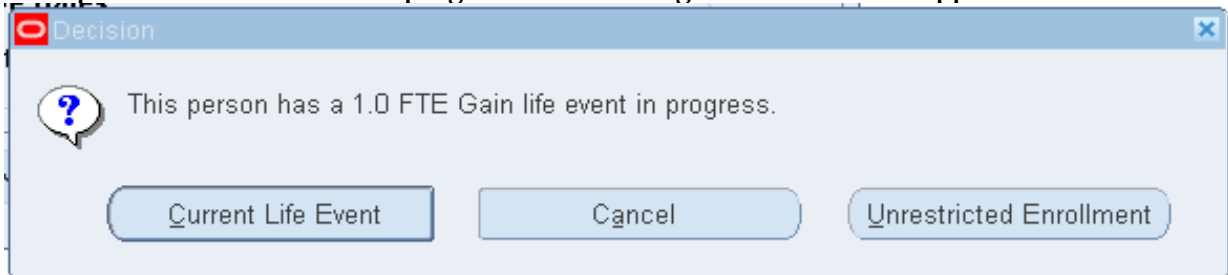 Decision
This person has a 1.0 FTE Gain life event in progress.
Current Life Event Cancel Unrestricted Enrollment